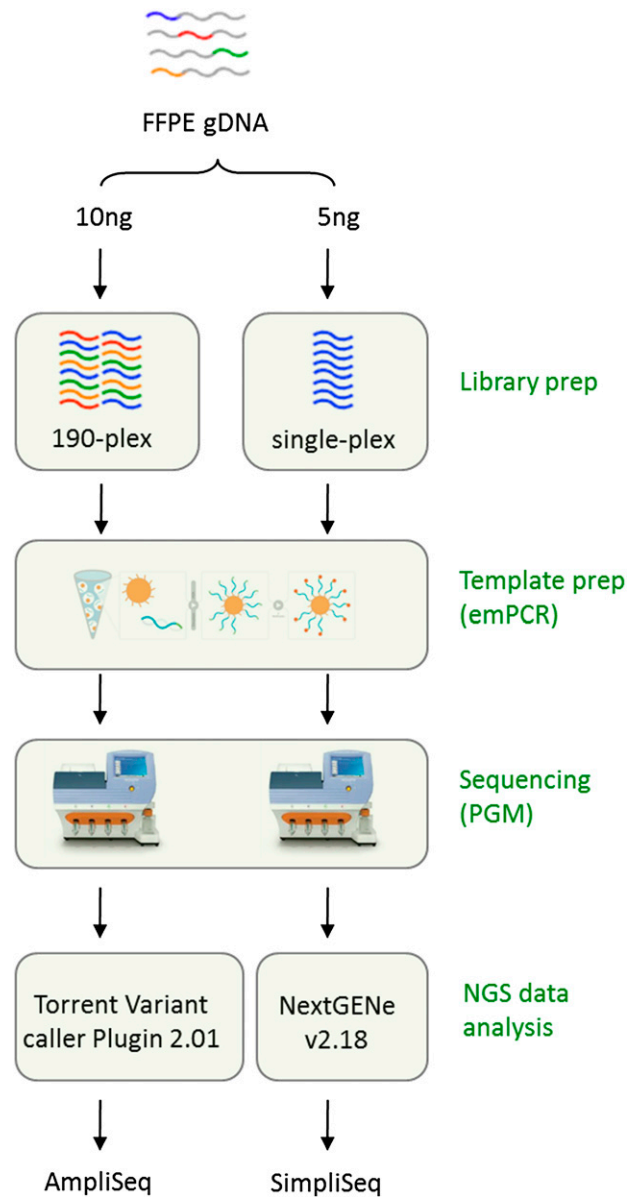 FFPE gDNA
10ng
5ng
190-plex
single-plex
Library prep
Template prep
(emPCR)
Sequencing
(PGM)
Torrent Variant
caller Plugin 2.01
NextGENe
v2.18
NGS data
analysis
AmpliSeq
SimpliSeq